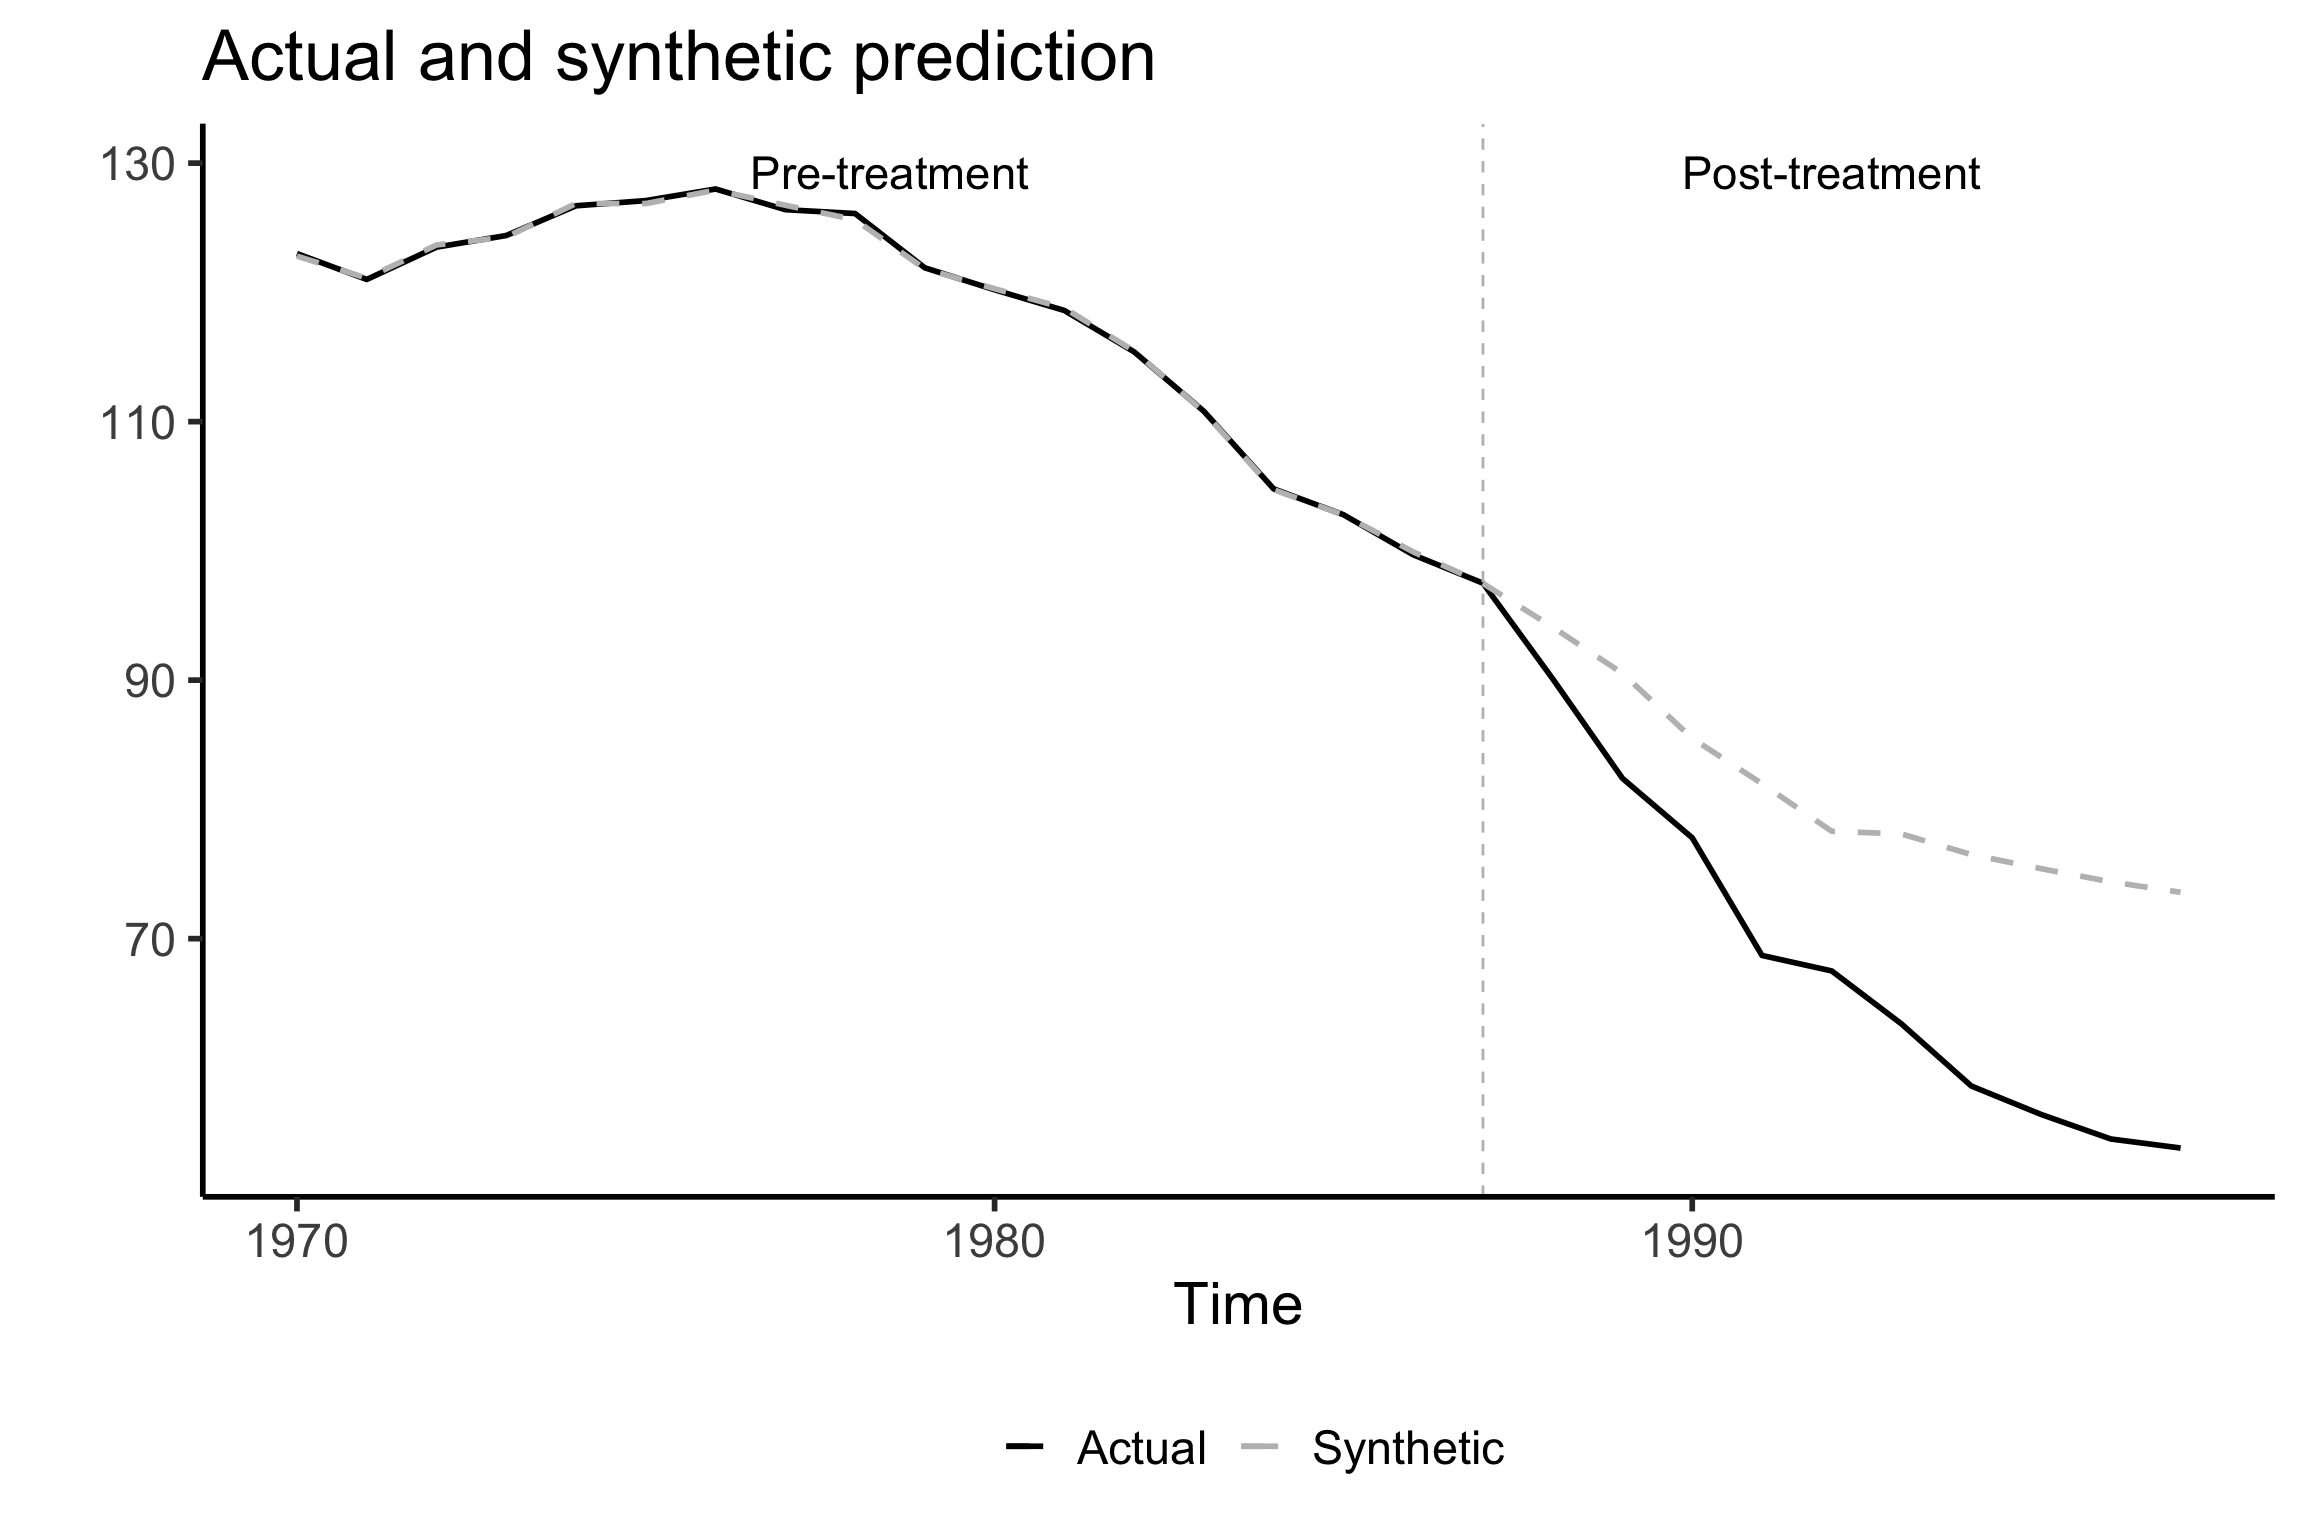 Actual and synthetic prediction
130
Pre-treatment
Post-treatment
110
90
70
1970
1980
1990
Time
Actual
Synthetic